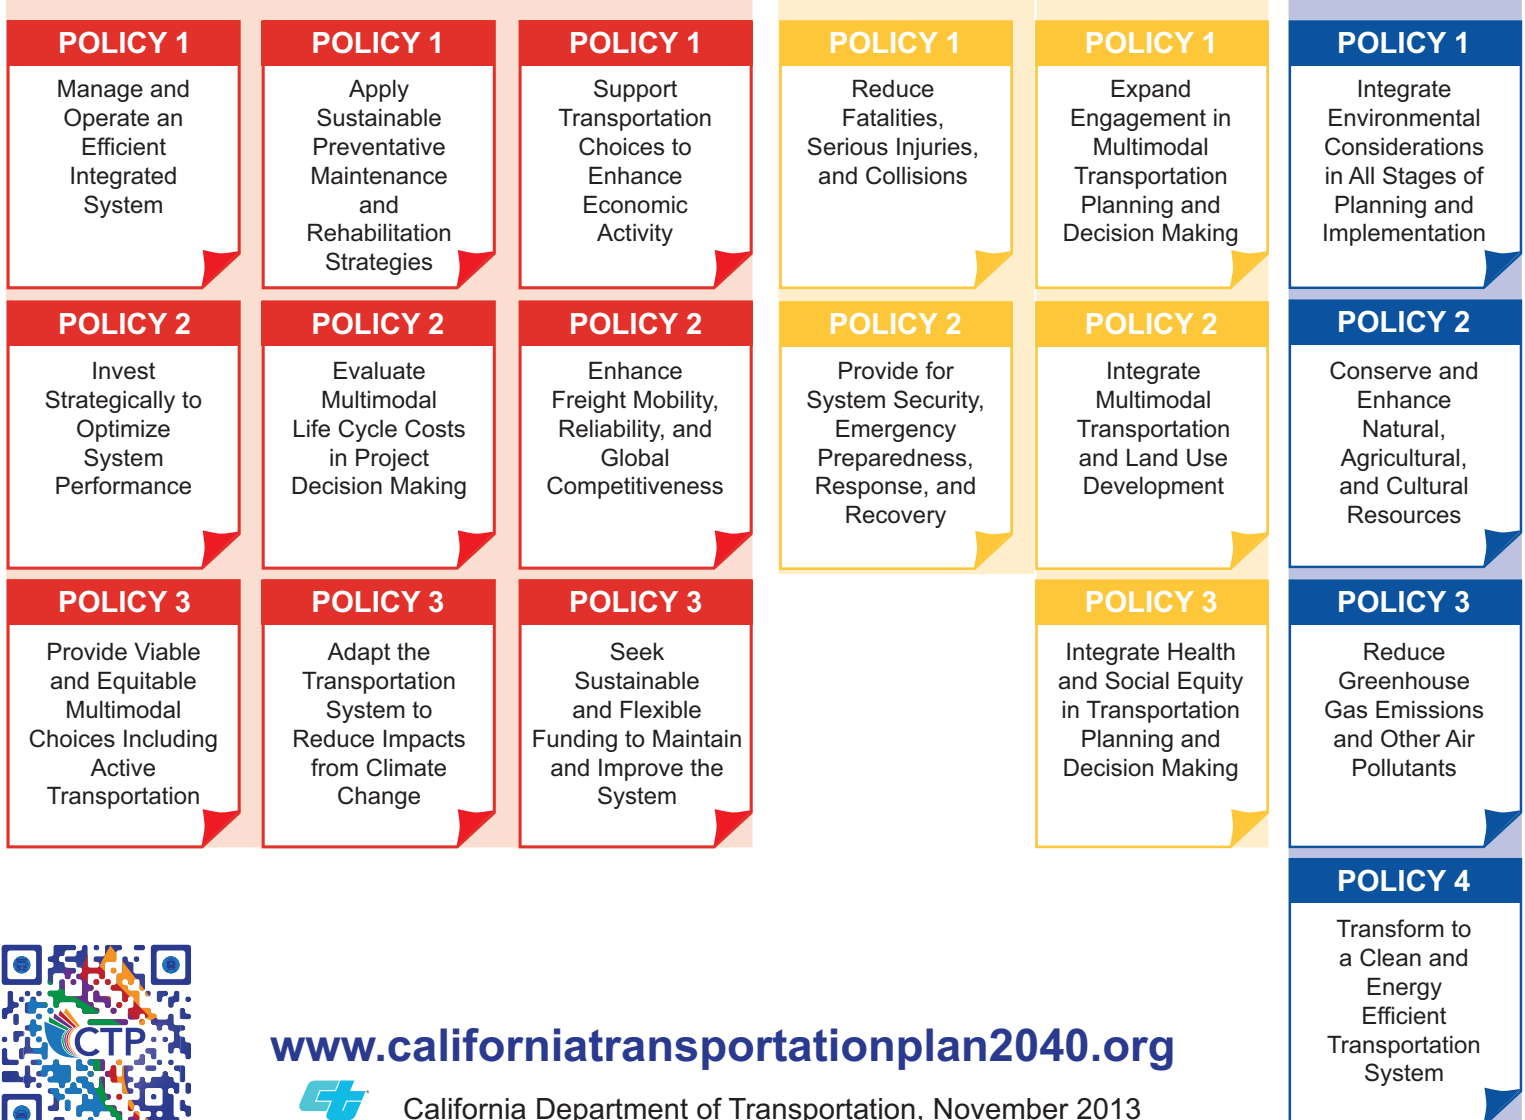 POLICY 1
Manage and
Operate an
Efficient
Integrated
System
POLICY 1
Apply
Sustainable
Preventative
Maintenance
and
Rehabilitation
Strategies
POLICY 1
Support
Transportation
Choices to
Enhance
Economic
Activity
POLICY 1
Reduce
Fatalities,
Serious Injuries,
and Collisions
POLICY 1
Expand
Engagement in
Multimodal
Transportation
Planning and
Decision Making
POLICY 1
Integrate
Environmental
Considerations
in All Stages of
Planning and
Implementation
POLICY 2
Invest
Strategically to
Optimize
System
Performance
POLICY 2
Evaluate
Multimodal
Life Cycle Costs
in Project
Decision Making
POLICY 2
Enhance
Freight Mobility,
Reliability, and
Global
Competitiveness
POLICY 2
Provide for
System Security,
Emergency
Preparedness,
Response, and
Recovery
POLICY 2
Integrate
Multimodal
Transportation
and Land Use
Development
POLICY 2
Conserve and
Enhance
Natural,
Agricultural,
and Cultural
Resources
POLICY 3
Provide Viable
and Equitable
Multimodal
Choices Including
Active
Transportation
POLICY 3
Adapt the
Transportation
System to
Reduce Impacts
from Climate
Change
POLICY 3
Seek
Sustainable
and Flexible
Funding to Maintain
and Improve the
System
POLICY 3
Integrate Health
and Social Equity
in Transportation
Planning and
Decision Making
POLICY 3
Reduce
Greenhouse
Gas Emissions
and Other Air
Pollutants
POLICY 4
Transform to
a Clean and
Energy
Efficient
Transportation
System
CTP
www.californiatransportationplan2040.org
California Department of Transportation, November 2013